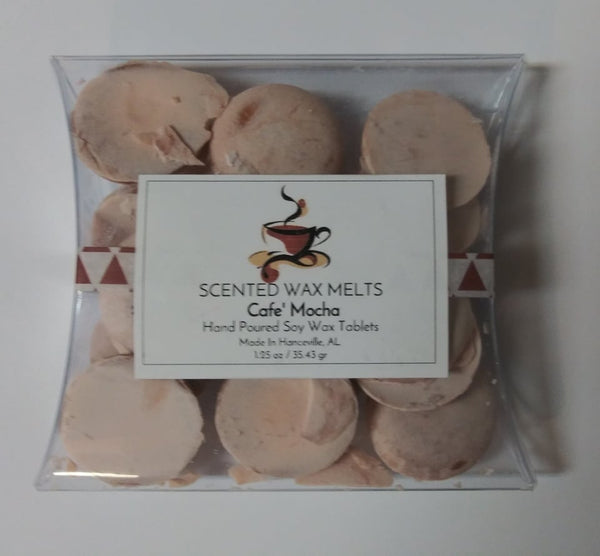 SCENTED WAX MELTS
Cafe' Mocha
Hand Poured Soy Wax Tablets
Made In Hanceville, AL
1.25 oz / 35.43 gr